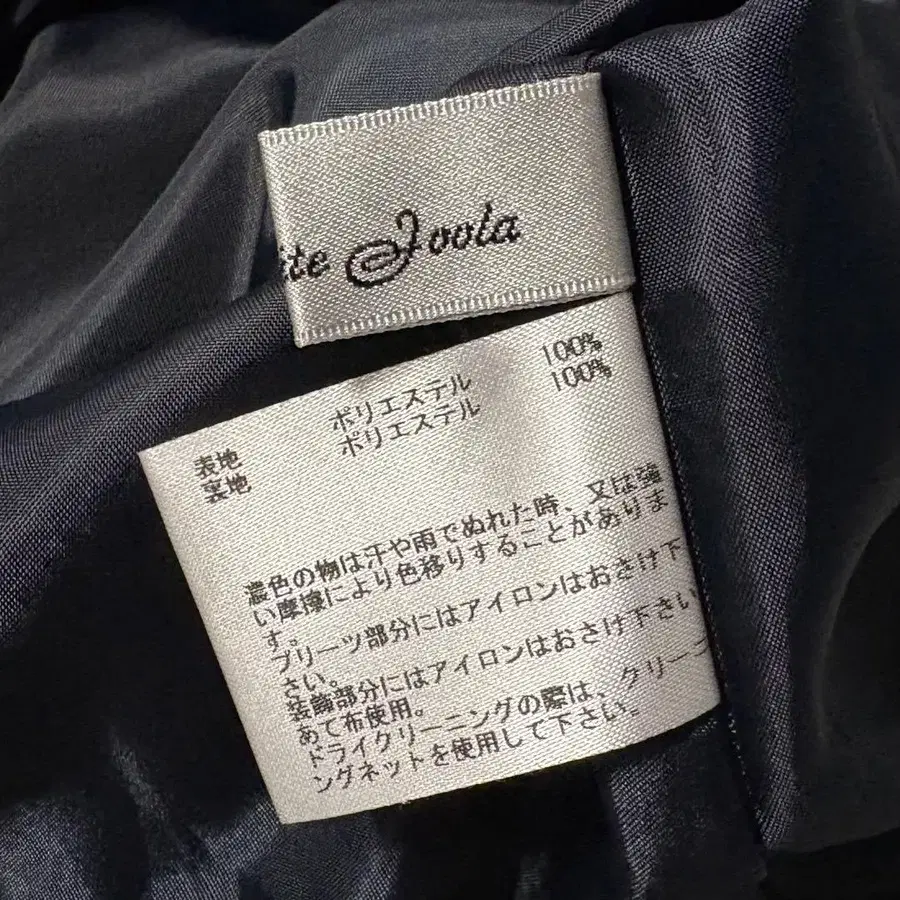 ite Joola
表地 ポリエステル 100%
裏地 ポリエステル 100%
濃色の物は汗や雨でぬれた時、又は強
い摩擦により色移りすることがありま
す。
プリーツ部分にはアイロンはおさけ下
さい。
装飾部分にはアイロンはおさけ下さい
あて布使用。
ドライクリーニングの際は、クリーニ
ングネットを使用して下さい。